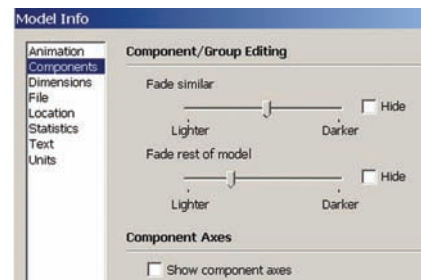 Model Info
Animation
Components
Dimensions
File
Location
Statistics
Text
Units
Component/Group Editing
Fade similar
Hide
Lighter Darker
Fade rest of model
Hide
Lighter Darker
Component Axes
Show component axes